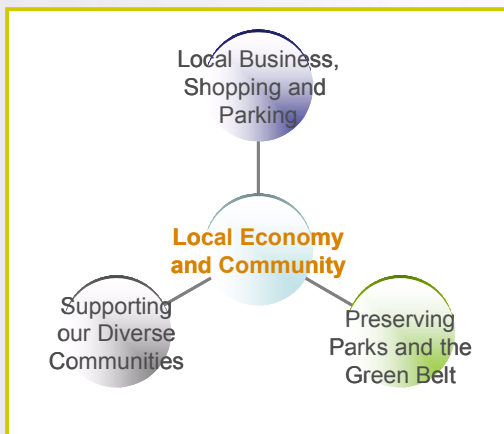 Local Business,
Shopping and
Parking
Local Economy
and Community
Supporting
our Diverse
Communities
Preserving
Parks and the
Green Belt